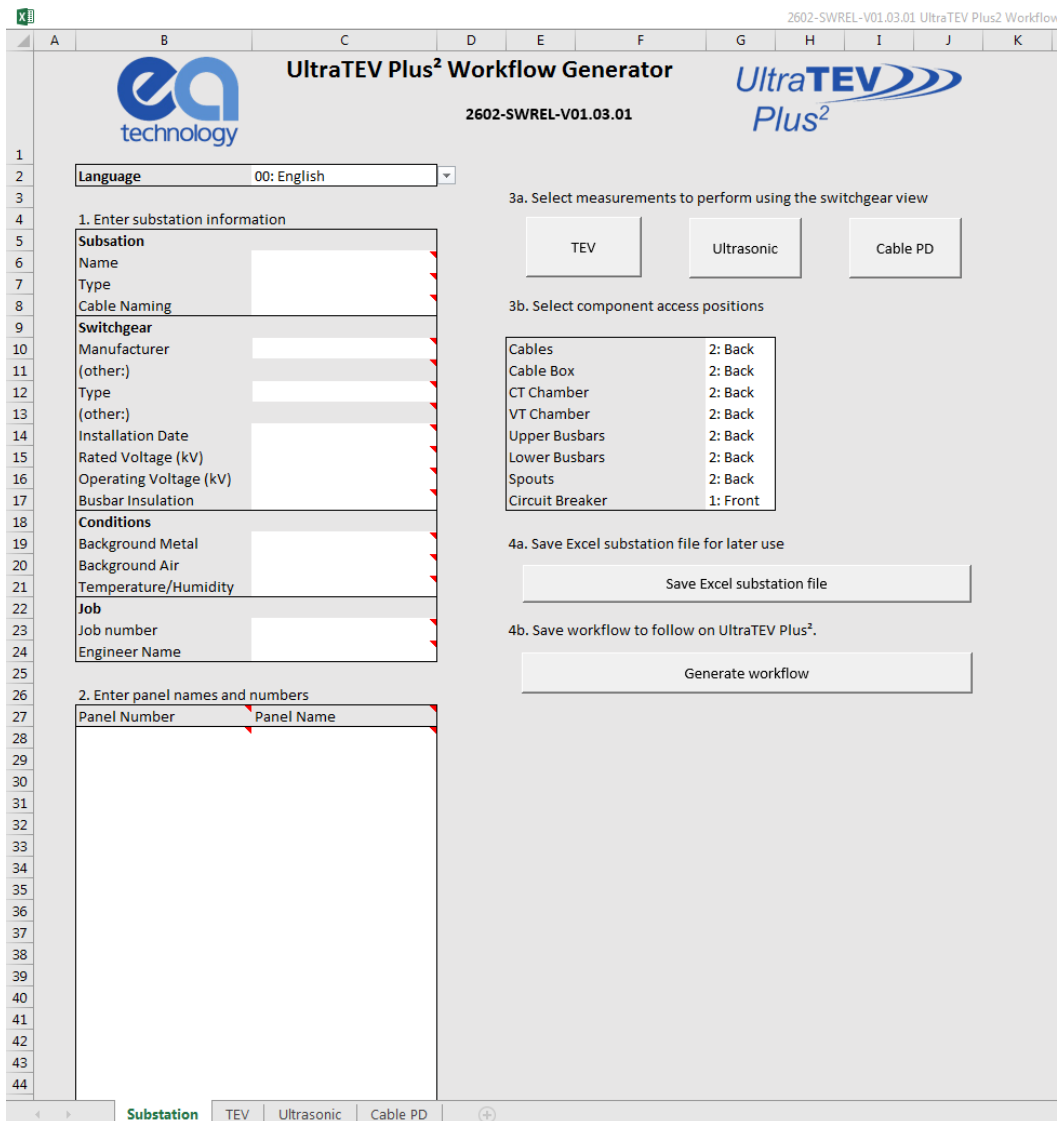 2602-SWREL-V01.03.01 UltraTEV Plus2 Workflow
A B C D E F G H I J K
ea technology
UltraTEV Plus² Workflow Generator
2602-SWREL-V01.03.01
UltraTEV
Plus²
1
2 Language 00: English
3 3a. Select measurements to perform using the switchgear view
4 1. Enter substation information
5 Subsation TEV Ultrasonic Cable PD
6 Name
7 Type
8 Cable Naming 3b. Select component access positions
9 Switchgear
10 Manufacturer Cables 2: Back
11 (other:) Cable Box 2: Back
12 Type CT Chamber 2: Back
13 (other:) VT Chamber 2: Back
14 Installation Date Upper Busbars 2: Back
15 Rated Voltage (kV) Lower Busbars 2: Back
16 Operating Voltage (kV) Spouts 2: Back
17 Busbar Insulation Circuit Breaker 1: Front
18 Conditions
19 Background Metal 4a. Save Excel substation file for later use
20 Background Air
21 Temperature/Humidity Save Excel substation file
22 Job
23 Job number 4b. Save workflow to follow on UltraTEV Plus².
24 Engineer Name
25 Generate workflow
26 2. Enter panel names and numbers
27 Panel Number Panel Name
28
29
30
31
32
33
34
35
36
37
38
39
40
41
42
43
44
Substation TEV Ultrasonic Cable PD